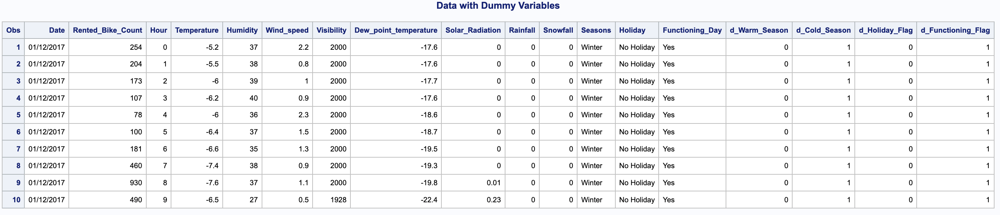 Data with Dummy Variables
Obs Date Rented_Bike_Count Hour Temperature Humidity Wind_speed Visibility Dew_point_temperature Solar_Radiation Rainfall Snowfall Seasons Holiday Functioning_Day d_Warm_Season d_Cold_Season d_Holiday_Flag d_Functioning_Flag
1 01/12/2017 254 0 -5.2 37 2.2 2000 -17.6 0 0 0 Winter No Holiday Yes 0 1 0 1
2 01/12/2017 204 1 -5.5 38 0.8 2000 -17.6 0 0 0 Winter No Holiday Yes 0 1 0 1
3 01/12/2017 173 2 -6 39 1 2000 -17.7 0 0 0 Winter No Holiday Yes 0 1 0 1
4 01/12/2017 107 3 -6.2 40 0.9 2000 -17.6 0 0 0 Winter No Holiday Yes 0 1 0 1
5 01/12/2017 78 4 -6 36 2.3 2000 -18.6 0 0 0 Winter No Holiday Yes 0 1 0 1
6 01/12/2017 100 5 -6.4 37 1.5 2000 -18.7 0 0 0 Winter No Holiday Yes 0 1 0 1
7 01/12/2017 181 6 -6.6 35 1.3 2000 -19.5 0 0 0 Winter No Holiday Yes 0 1 0 1
8 01/12/2017 460 7 -7.4 38 0.9 2000 -19.3 0 0 0 Winter No Holiday Yes 0 1 0 1
9 01/12/2017 930 8 -7.6 37 1.1 2000 -19.8 0.01 0 0 Winter No Holiday Yes 0 1 0 1
10 01/12/2017 490 9 -6.5 27 0.5 1928 -22.4 0.23 0 0 Winter No Holiday Yes 0 1 0 1